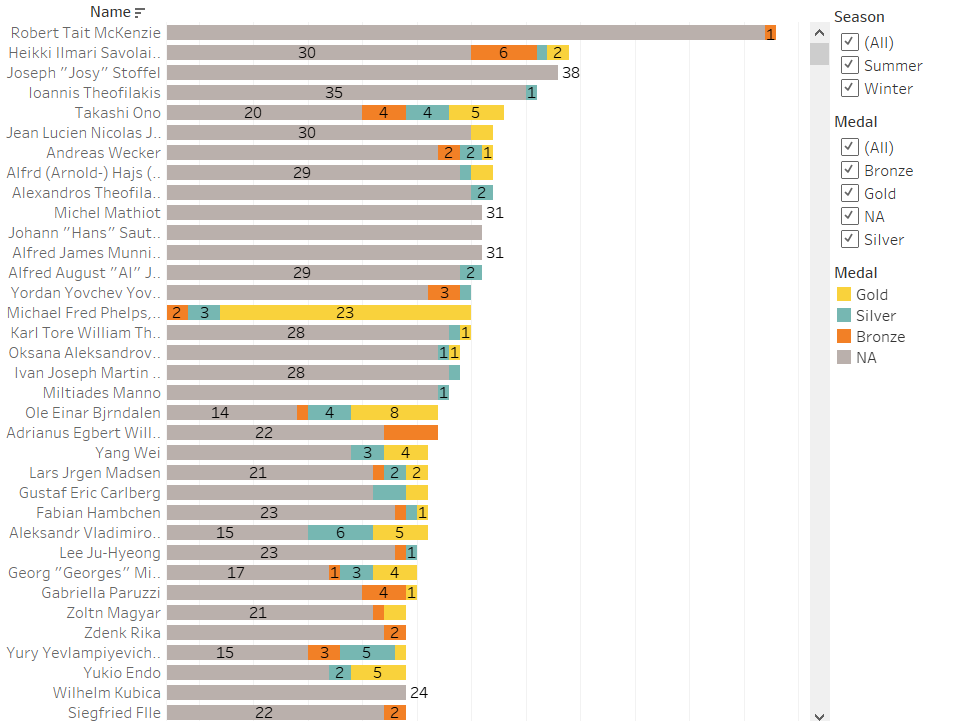 Name
Robert Tait McKenzie 1
Heikki Ilmari Savolai.. 30 6 2
Joseph "Josy" Stoffel 38
Ioannis Theofilakis 35 1
Takashi Ono 20 4 4 5
Jean Lucien Nicolas J.. 30
Andreas Wecker 2 2 1
Alfrd (Arnold-) Hajs (.. 29
Alexandros Theofila.. 2
Michel Mathiot 31
Johann "Hans" Saut..
Alfred James Munni.. 31
Alfred August "Al" J.. 29 2
Yordan Yovchev Yov.. 3
Michael Fred Phelps,.. 2 3 23
Karl Tore William Th.. 28 1
Oksana Aleksandrov.. 1 1
Ivan Joseph Martin .. 28
Miltiades Manno 1
Ole Einar Bjrndalen 14 4 8
Adrianus Egbert Will.. 22
Yang Wei 3 4
Lars Jrgen Madsen 21 2 2
Gustaf Eric Carlberg
Fabian Hambchen 23 1
Aleksandr Vladimiro.. 15 6 5
Lee Ju-Hyeong 23 1
Georg "Georges" Mi.. 17 1 3 4
Gabriella Paruzzi 4 1
Zoltn Magyar 21
Zdenk Rika 2
Yury Yevlampiyevich.. 15 3 5
Yukio Endo 2 5
Wilhelm Kubica 24
Siegfried Flle 22 2
Season
(All)
Summer
Winter
Medal
(All)
Bronze
Gold
NA
Silver
Medal
Gold
Silver
Bronze
NA